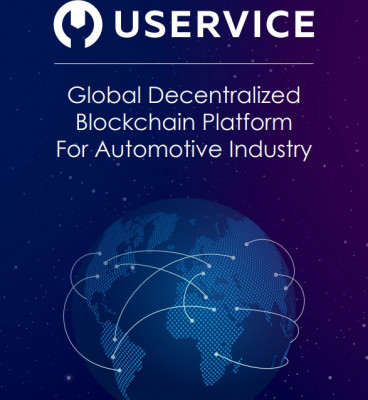 USERVICE
Global Decentralized
Blockchain Platform
For Automotive Industry